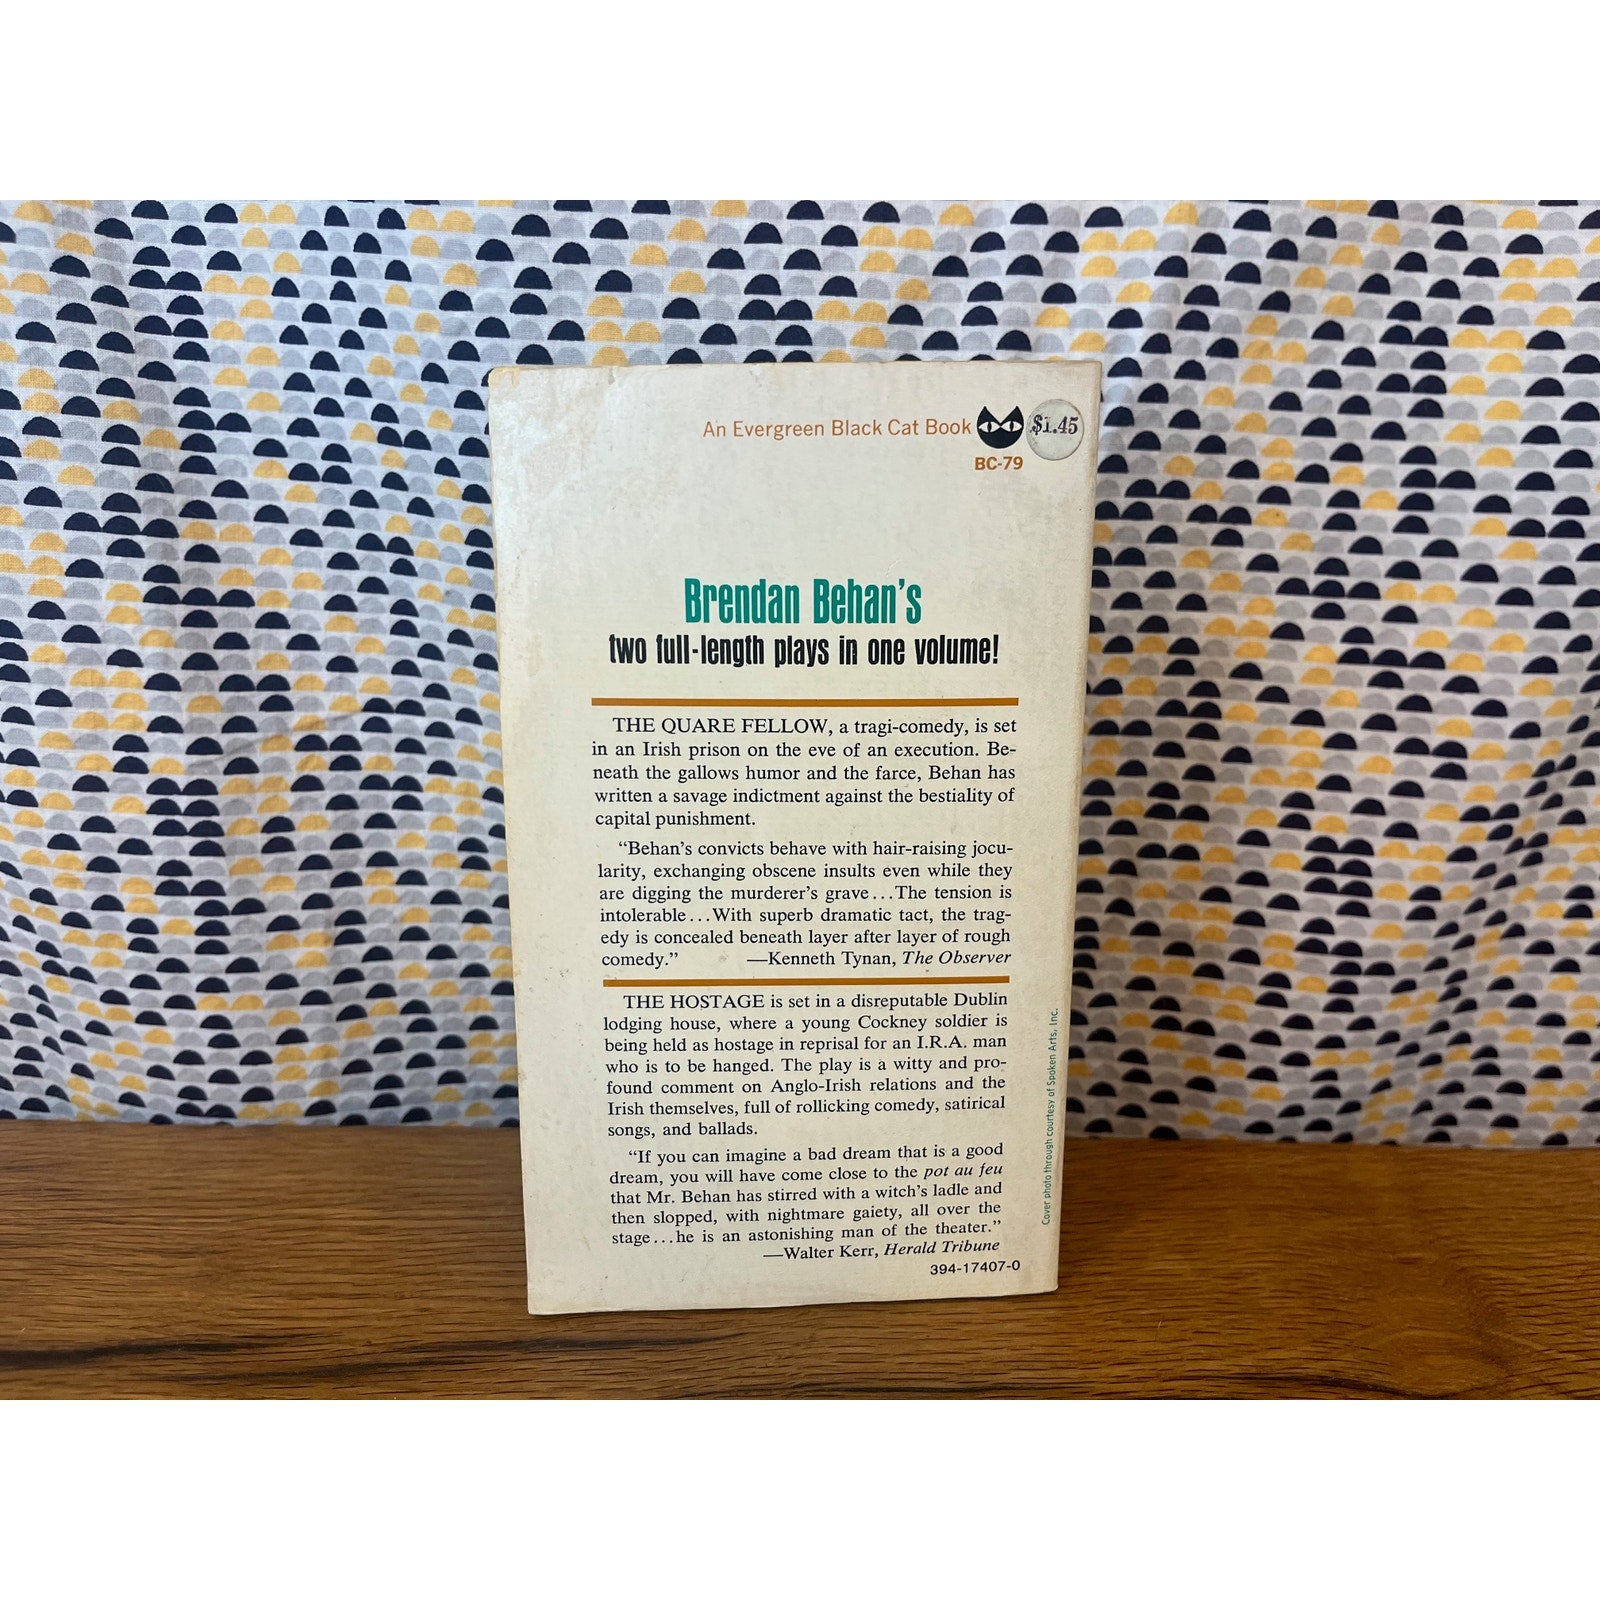 An Evergreen Black Cat Book
$1.45
BC-79
Brendan Behan's
two full-length plays in one volume!
THE QUARE FELLOW, a tragi-comedy, is set
in an Irish prison on the eve of an execution. Be-
neath the gallows humor and the farce, Behan has
written a savage indictment against the bestiality of
capital punishment.
“Behan's convicts behave with hair-raising jocu-
larity, exchanging obscene insults even while they
are digging the murderer's grave...The tension is
intolerable...With superb dramatic tact, the trag-
edy is concealed beneath layer after layer of rough
comedy.” —Kenneth Tynan, The Observer
THE HOSTAGE is set in a disreputable Dublin
lodging house, where a young Cockney soldier is
being held as hostage in reprisal for an I.R.A. man
who is to be hanged. The play is a witty and pro-
found comment on Anglo-Irish relations and the
Irish themselves, full of rollicking comedy, satirical
songs, and ballads.
“If you can imagine a bad dream that is a good
dream, you will have come close to the pot au feu
that Mr. Behan has stirred with a witch's ladle and
then slopped, with nightmare gaiety, all over the
stage...he is an astonishing man of the theater.”
—Walter Kerr, Herald Tribune
394-17407-0
Cover photo through courtesy of Spoken Arts, Inc.